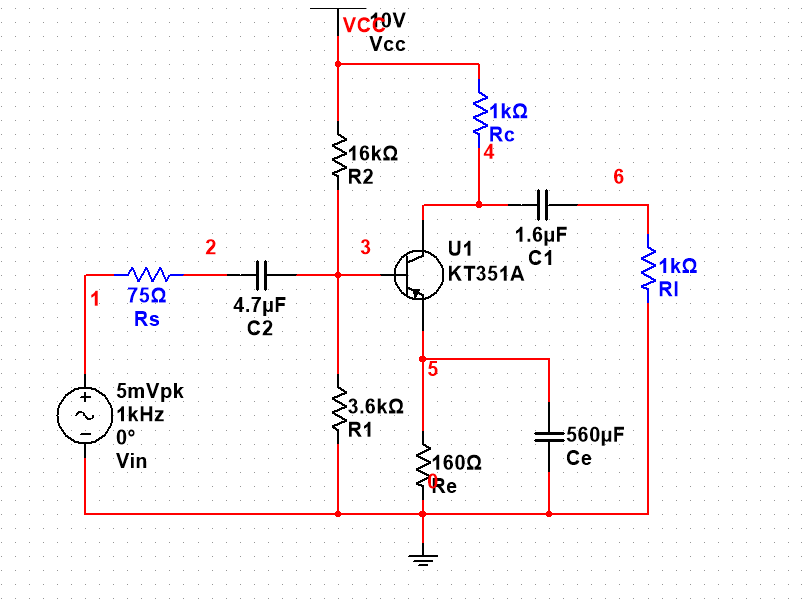 VCC
10V
Vcc
1kΩ
Rc
4
16kΩ
R2
6
1.6µF
C1
2
3
U1
KT351A
1kΩ
Rl
1
75Ω
Rs
4.7µF
C2
5
5mVpk
1kHz
0°
Vin
3.6kΩ
R1
160Ω
0
Re
560µF
Ce